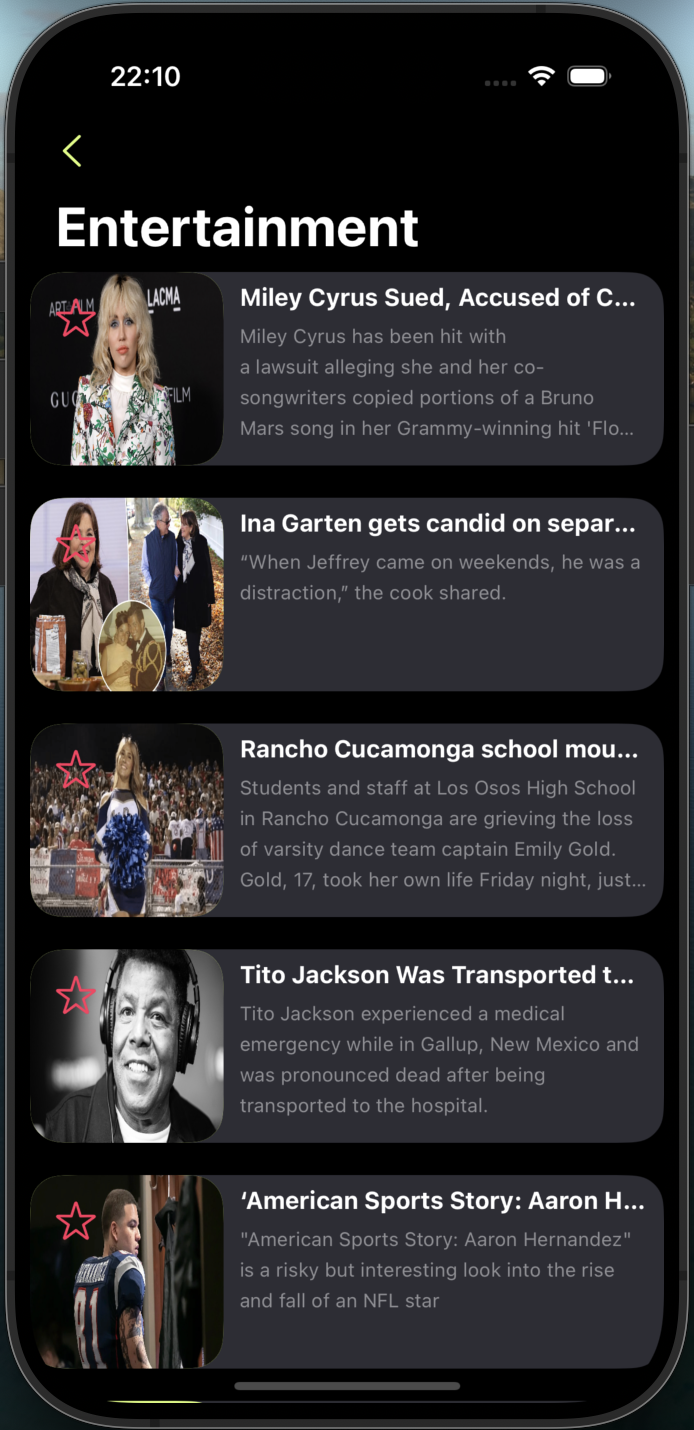 22:10
Entertainment
ART+FILM
LACMA
GUC
FILM
Miley Cyrus Sued, Accused of C...
Miley Cyrus has been hit with
a lawsuit alleging she and her co-
songwriters copied portions of a Bruno
Mars song in her Grammy-winning hit 'Flo...
Ina Garten gets candid on separ...
“When Jeffrey came on weekends, he was a
distraction,” the cook shared.
Rancho Cucamonga school mou...
Students and staff at Los Osos High School
in Rancho Cucamonga are grieving the loss
of varsity dance team captain Emily Gold.
Gold, 17, took her own life Friday night, just...
Tito Jackson Was Transported t...
Tito Jackson experienced a medical
emergency while in Gallup, New Mexico and
was pronounced dead after being
transported to the hospital.
‘American Sports Story: Aaron H...
"American Sports Story: Aaron Hernandez"
is a risky but interesting look into the rise
and fall of an NFL star
HERNANDEZ
81